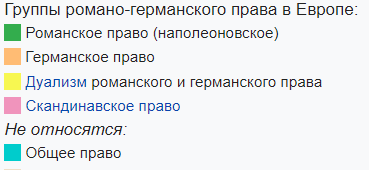 Группы романо-германского права в Европе:
Романское право (наполеоновское)
Германское право
Дуализм романского и германского права
Скандинавское право
Не относятся:
Общее право